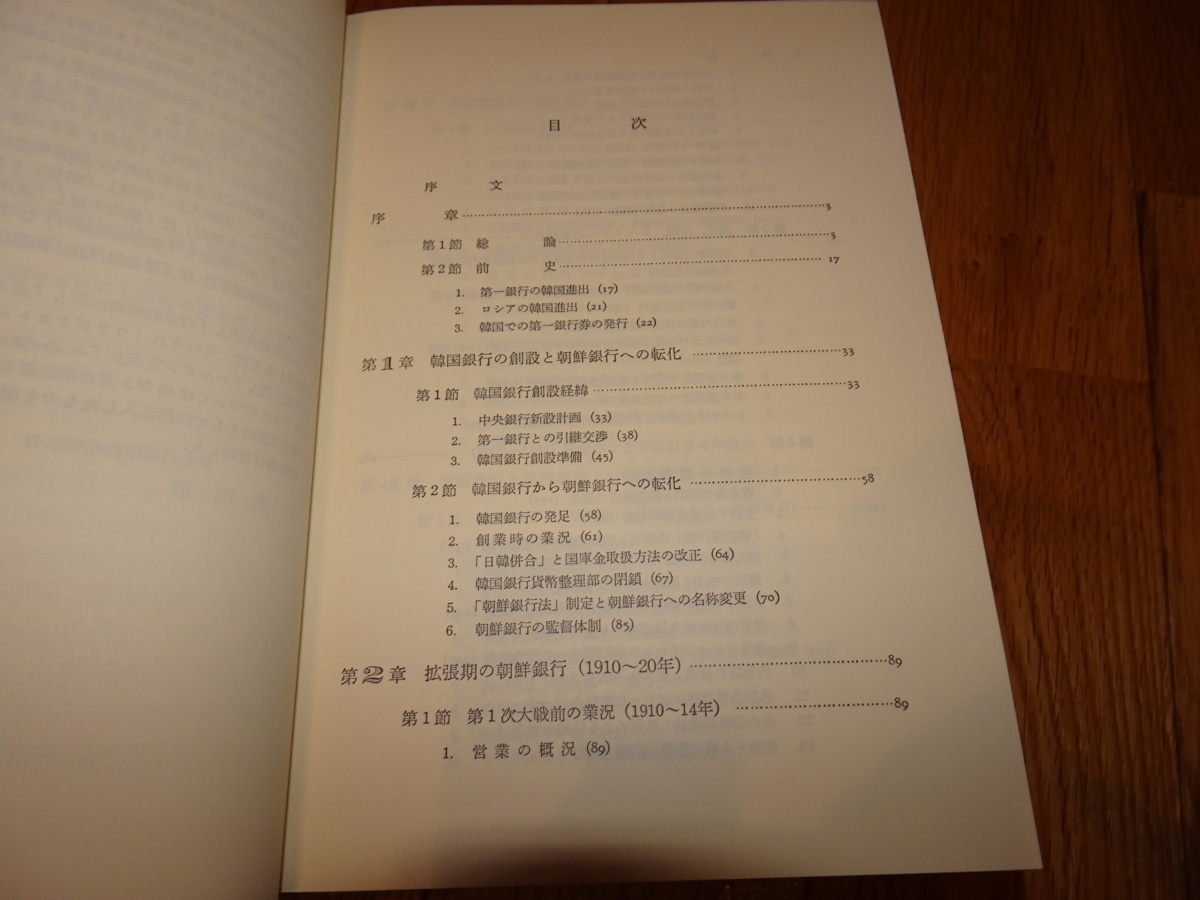 目 次
序 文
序 章 3
第1節 総 論 3
第2節 前 史 17
1. 第一銀行の韓国進出 (17)
2. ロシアの韓国進出 (21)
3. 韓国での第一銀行券の発行 (22)
第1章 韓国銀行の創設と朝鮮銀行への転化 33
第1節 韓国銀行創設経緯 33
1. 中央銀行新設計画 (33)
2. 第一銀行との引継交渉 (38)
3. 韓国銀行創設準備 (45)
第2節 韓国銀行から朝鮮銀行への転化 58
1. 韓国銀行の発足 (58)
2. 創業時の業況 (61)
3. 「日韓併合」と国庫金取扱方法の改正 (64)
4. 韓国銀行貨幣整理部の閉鎖 (67)
5. 「朝鮮銀行法」制定と朝鮮銀行への名称変更 (70)
6. 朝鮮銀行の監督体制 (85)
第2章 拡張期の朝鮮銀行 (1910～20年) 89
第1節 第1次大戦前の業況 (1910～14年) 89
1. 営業の概況 (89)